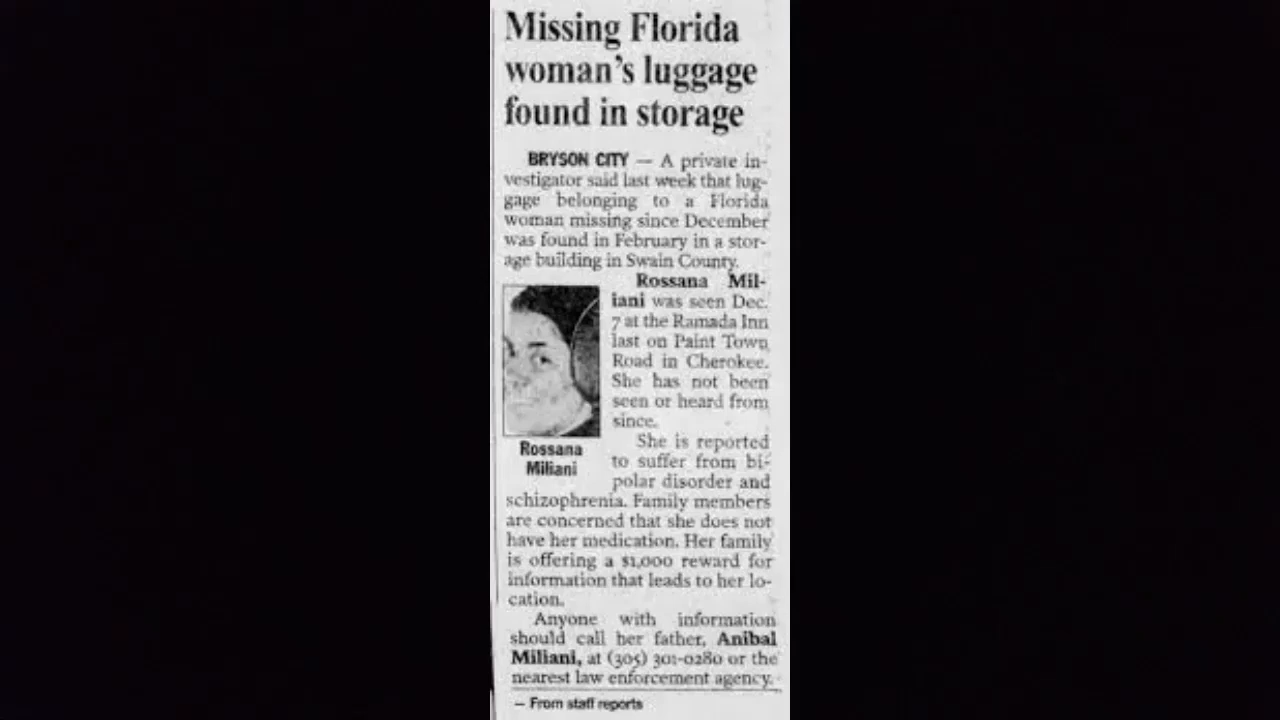 Missing Florida
woman's luggage
found in storage
BRYSON CITY — A private in-
vestigator said last week that lug-
gage belonging to a Florida
woman missing since December
was found in February in a stor-
age building in Swain County.
Rossana Mil-
iani was seen Dec.
7 at the Ramada Inn
last on Paint Town
Road in Cherokee.
She has not been
seen or heard from
since.
Rossana
Miliani
She is reported
to suffer from bi-
polar disorder and
schizophrenia. Family members
are concerned that she does not
have her medication. Her family
is offering a $1,000 reward for
information that leads to her lo-
cation.
Anyone with information
should call her father, Anibal
Miliani, at (305) 301-0280 or the
nearest law enforcement agency.
— From staff reports